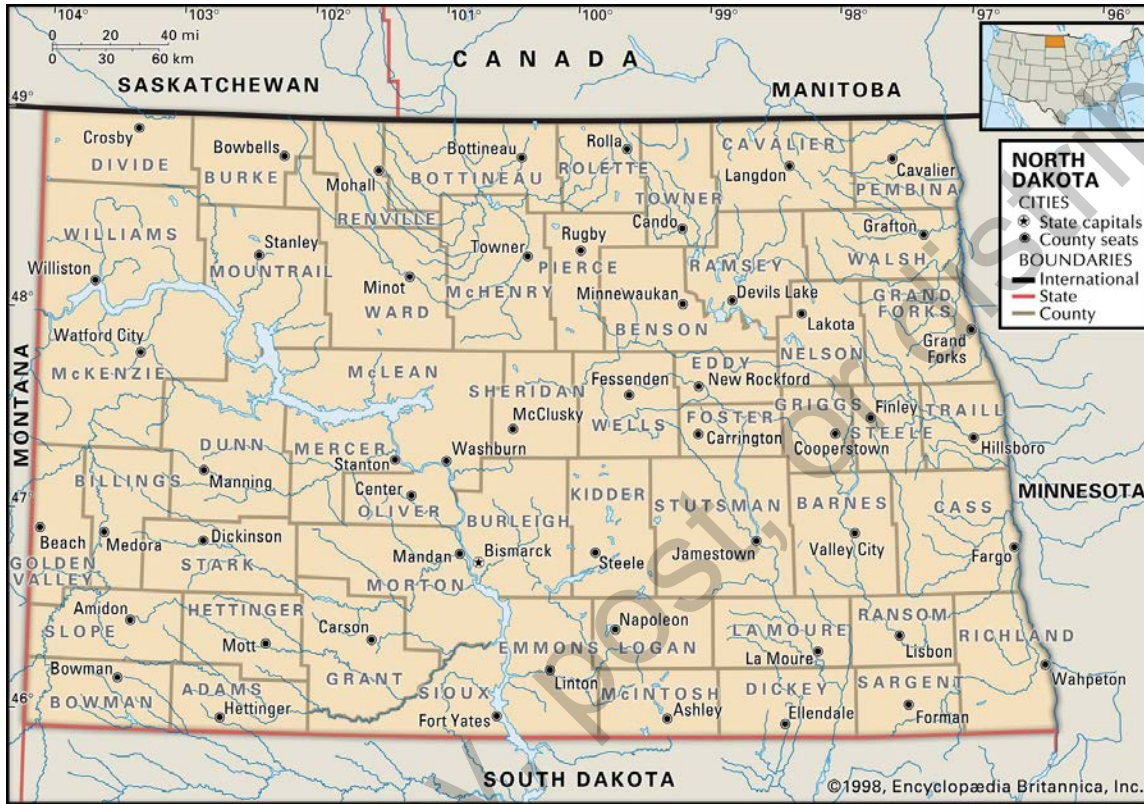 104° 103° 102° 101° 100° 99° 98° 97° 96°
0 20 40 mi
0 30 60 km
CANADA
SASKATCHEWAN
MANITOBA
49°
48°
47°
46°
MONTANA
MINNESOTA
SOUTH DAKOTA
Crosby
DIVIDE
Bowbells
BURKE
Mohall
RENVILLE
Bottineau
BOTTINEAU
Rolla
ROLETTE
TOWNER
Cando
CAVALIER
Langdon
Cavalier
PEMBINA
WILLIAMS
Williston
Stanley
MOUNTRAIL
Minot
WARD
Towner
McHENRY
Rugby
PIERCE
Minnewaukan
BENSON
RAMSEY
Devils Lake
Grafton
WALSH
Lakota
NELSON
GRAND
FORKS
Grand
Forks
Watford City
McKENZIE
McLEAN
Washburn
SHERIDAN
McClusky
Fessenden
WELLS
EDDY
New Rockford
FOSTER
Carrington
GRIGGS
Cooperstown
Finley
STEELE
TRAILL
Hillsboro
DUNN
Manning
MERCER
Stanton
Center
OLIVER
BILLINGS
Medora
Beach
GOLDEN
VALLEY
Dickinson
STARK
Mandan
MORTON
BURLEIGH
Bismarck
KIDDER
Steele
STUTSMAN
Jamestown
BARNES
Valley City
CASS
Fargo
Amidon
SLOPE
HETTINGER
Mott
Carson
GRANT
Bowman
BOWMAN
ADAMS
Hettinger
SIOUX
Fort Yates
EMMONS
Linton
Napoleon
LOGAN
McINTOSH
Ashley
LA MOURE
La Moure
DICKEY
Ellendale
RANSOM
Lisbon
SARGENT
Forman
RICHLAND
Wahpeton
NORTH
DAKOTA
CITIES
State capitals
County seats
BOUNDARIES
International
State
County
©1998, Encyclopædia Britannica, Inc.
post, or distri